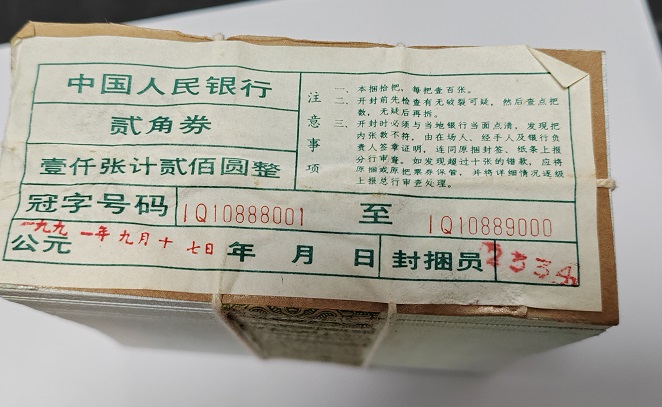 中国人民银行
贰角券
壹仟张计贰佰圆整
注意事项
一、本捆恰把,每把壹百张。
二、开封前先检查有无破裂可疑,然后查点把
数,无疑后再拆。
三、开封时必须与当地银行当面点清,发现把
内张数不符,由在场人、经手人及银行负
责人签章证明,连同原捆封签、纸条上报
分行审查。如发现超过十张的错款,应将
原捆或原把票券保管,并将详细情况逐级
上报总行审查处理。
冠字号码 IQ10888001 至 IQ10889000
公元 一九九一年九月十七日 年 月 日 封捆员 2334